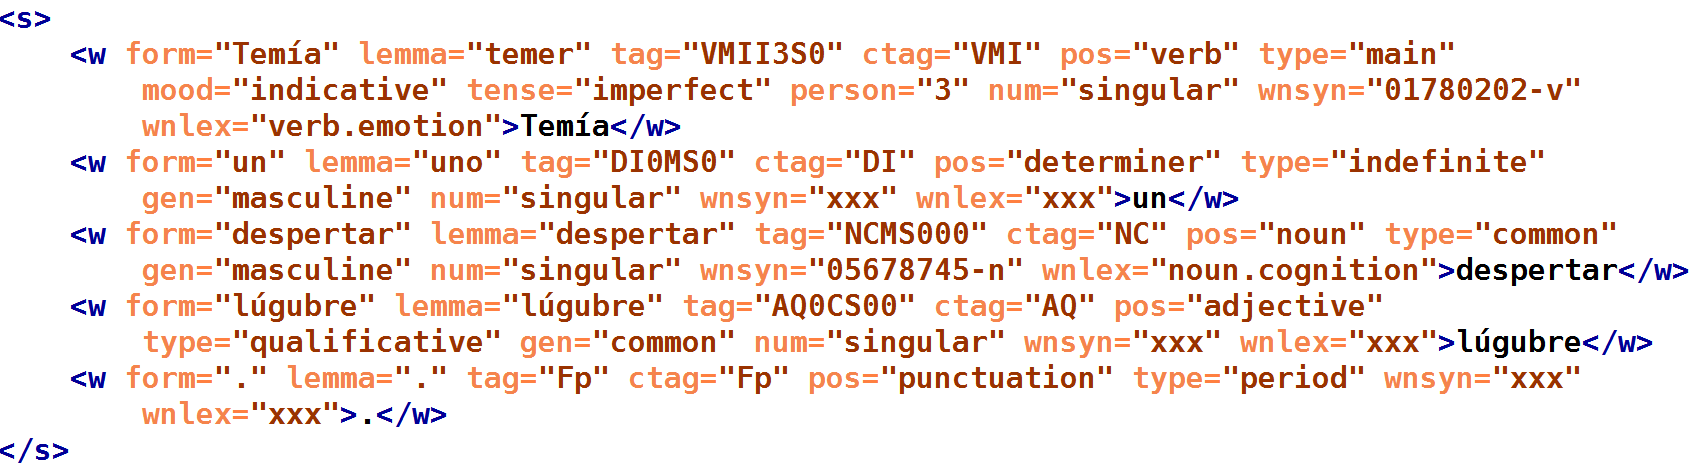 <s>
<w form="Temía" lemma="temer" tag="VMII3S0" ctag="VMI" pos="verb" type="main"
mood="indicative" tense="imperfect" person="3" num="singular" wnsyn="01780202-v"
wnlex="verb.emotion">Temía</w>
<w form="un" lemma="uno" tag="DI0MS0" ctag="DI" pos="determiner" type="indefinite"
gen="masculine" num="singular" wnsyn="xxx" wnlex="xxx">un</w>
<w form="despertar" lemma="despertar" tag="NCMS000" ctag="NC" pos="noun" type="common"
gen="masculine" num="singular" wnsyn="05678745-n" wnlex="noun.cognition">despertar</w>
<w form="lúgubre" lemma="lúgubre" tag="AQ0CS00" ctag="AQ" pos="adjective"
type="qualificative" gen="common" num="singular" wnsyn="xxx" wnlex="xxx">lúgubre</w>
<w form="." lemma="." tag="Fp" ctag="Fp" pos="punctuation" type="period" wnsyn="xxx"
wnlex="xxx">.</w>
</s>